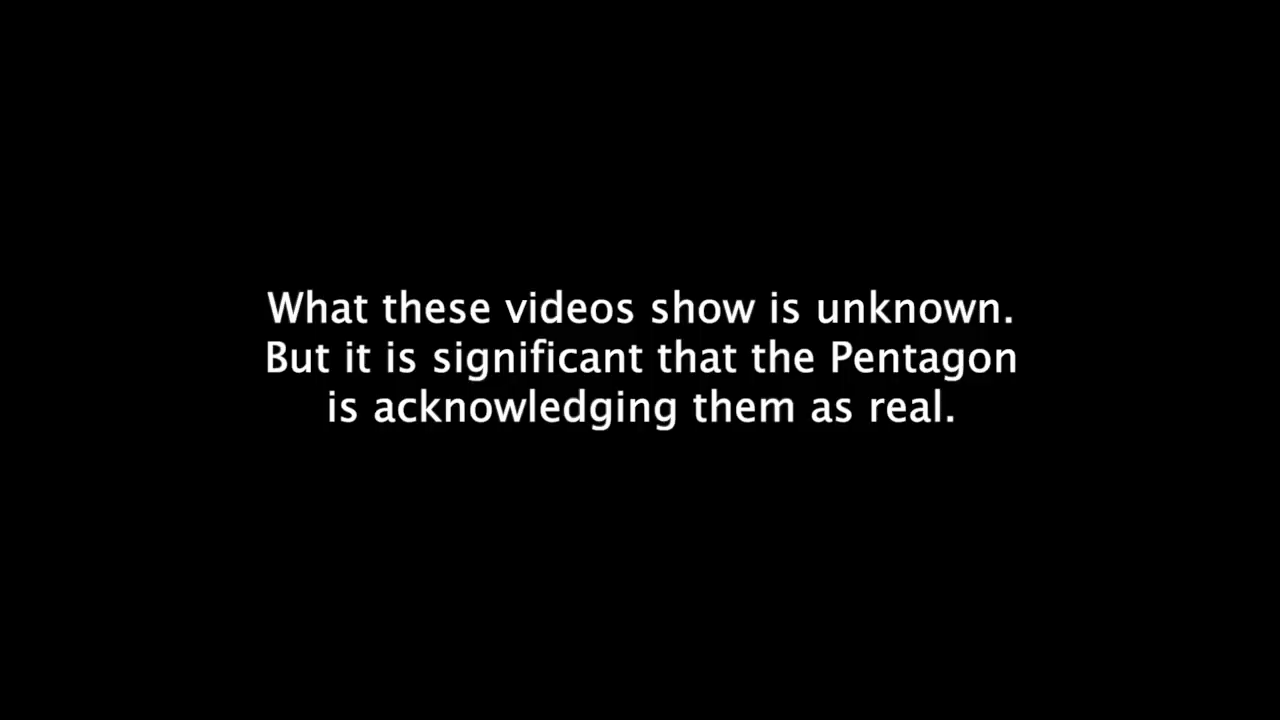 What these videos show is unknown.
But it is significant that the Pentagon
is acknowledging them as real.